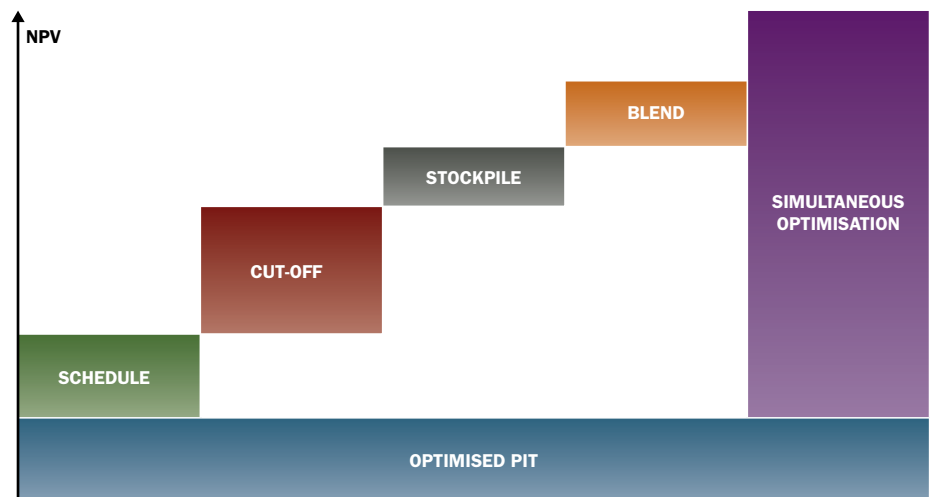 NPV
BLEND
STOCKPILE
SIMULTANEOUS
OPTIMISATION
CUT-OFF
SCHEDULE
OPTIMISED PIT